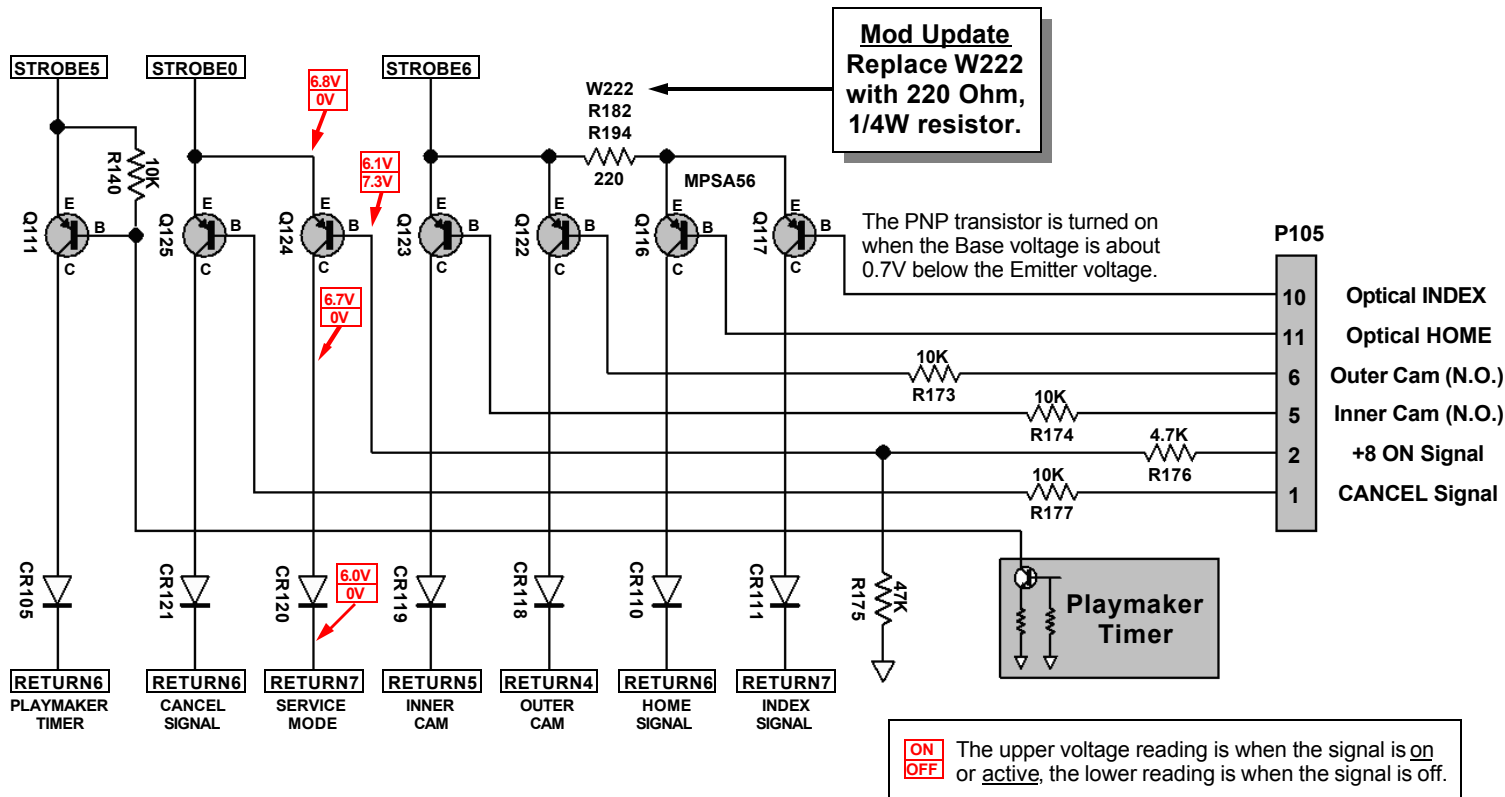 Mod Update
Replace W222
with 220 Ohm,
1/4W resistor.
STROBE5
STROBE0
STROBE6
6.8V
0V
W222
R182
R194
220
MPSA56
10K
R140
6.1V
7.3V
E
B
C
Q111
E
B
C
Q125
E
B
C
Q124
E
B
C
Q123
E
B
C
Q122
E
B
C
Q116
E
B
C
Q117
The PNP transistor is turned on
when the Base voltage is about
0.7V below the Emitter voltage.
P105
6.7V
0V
10 Optical INDEX
11 Optical HOME
10K
R173
6 Outer Cam (N.O.)
10K
R174
5 Inner Cam (N.O.)
4.7K
R176
2 +8 ON Signal
10K
R177
1 CANCEL Signal
CR105
CR121
CR120
6.0V
0V
CR119
CR118
CR110
CR111
47K
R175
Playmaker
Timer
RETURN6
PLAYMAKER
TIMER
RETURN6
CANCEL
SIGNAL
RETURN7
SERVICE
MODE
RETURN5
INNER
CAM
RETURN4
OUTER
CAM
RETURN6
HOME
SIGNAL
RETURN7
INDEX
SIGNAL
ON
OFF
The upper voltage reading is when the signal is on
or active, the lower reading is when the signal is off.